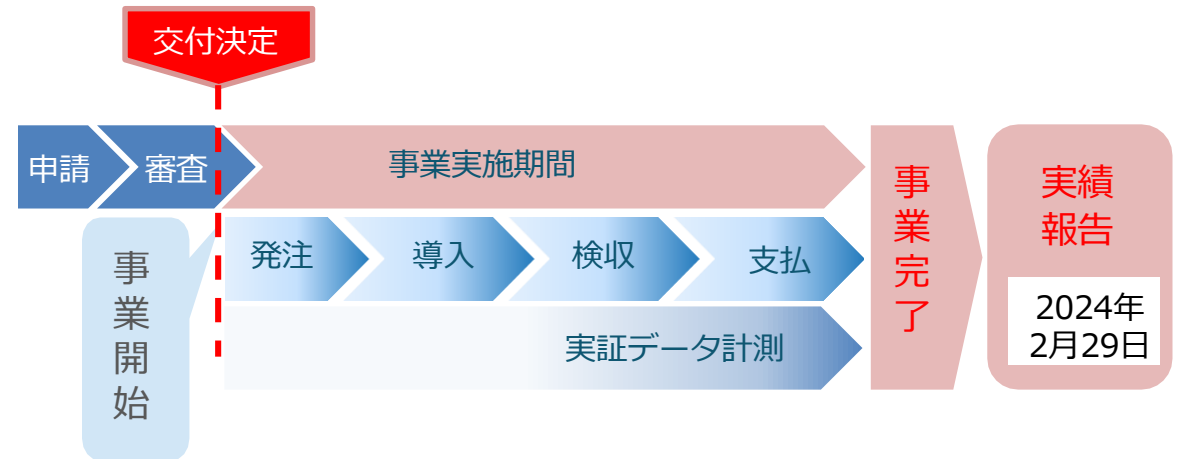 交付決定
申請
審査
事業実施期間
事業開始
発注
導入
検収
支払
実証データ計測
事業完了
実績
報告
2024年
2月29日